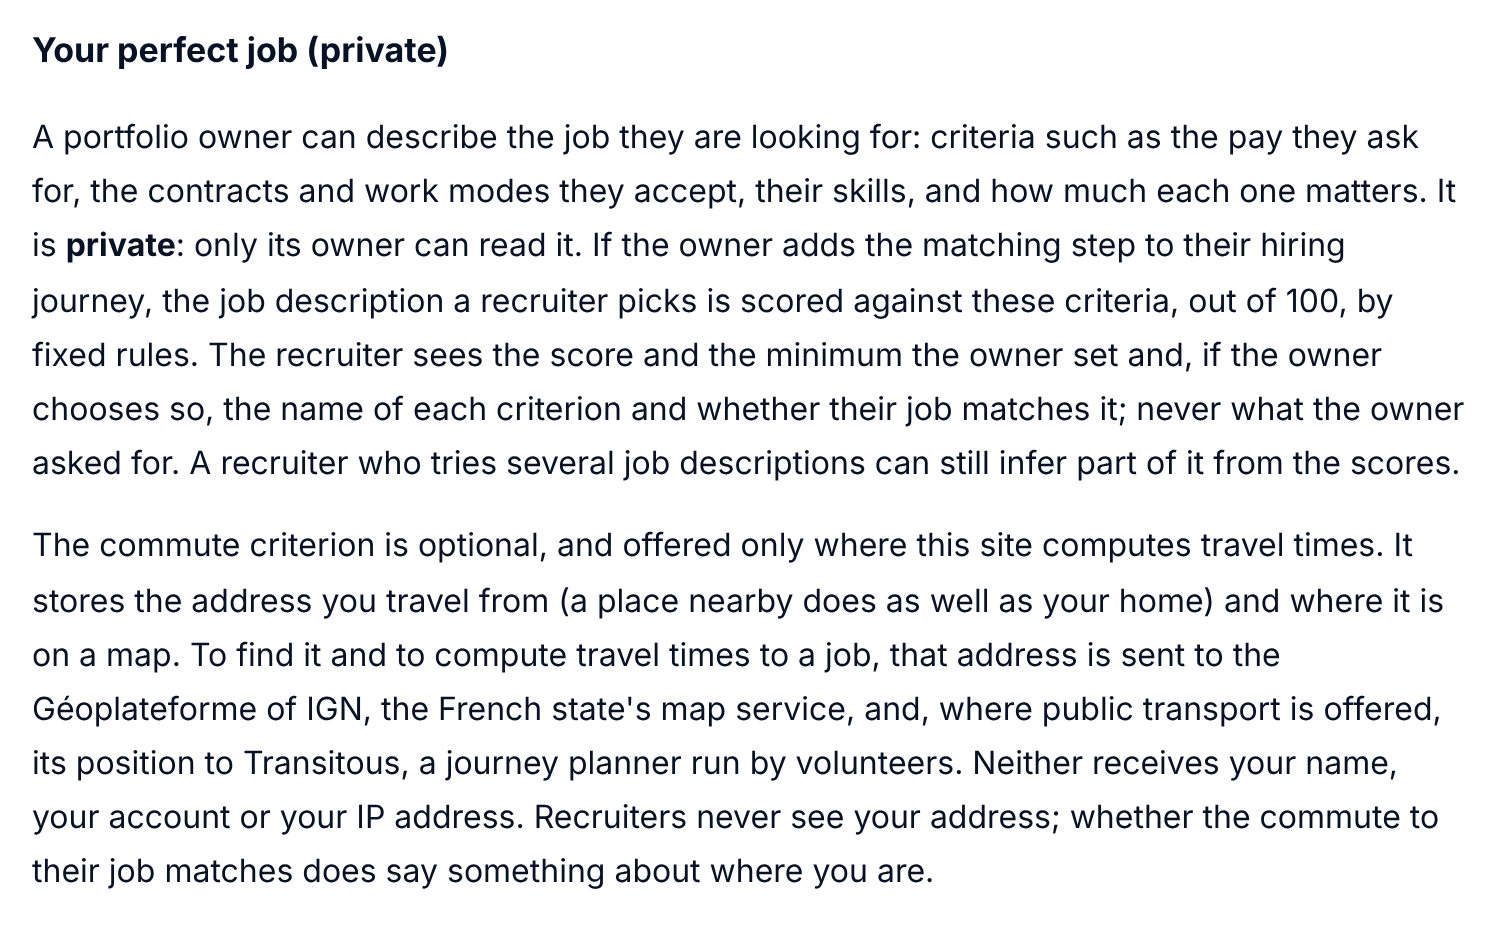 Your perfect job (private)
A portfolio owner can describe the job they are looking for: criteria such as the pay they ask
for, the contracts and work modes they accept, their skills, and how much each one matters. It
is private: only its owner can read it. If the owner adds the matching step to their hiring
journey, the job description a recruiter picks is scored against these criteria, out of 100, by
fixed rules. The recruiter sees the score and the minimum the owner set and, if the owner
chooses so, the name of each criterion and whether their job matches it; never what the owner
asked for. A recruiter who tries several job descriptions can still infer part of it from the scores.
The commute criterion is optional, and offered only where this site computes travel times. It
stores the address you travel from (a place nearby does as well as your home) and where it is
on a map. To find it and to compute travel times to a job, that address is sent to the
Géoplateforme of IGN, the French state's map service, and, where public transport is offered,
its position to Transitous, a journey planner run by volunteers. Neither receives your name,
your account or your IP address. Recruiters never see your address; whether the commute to
their job matches does say something about where you are.